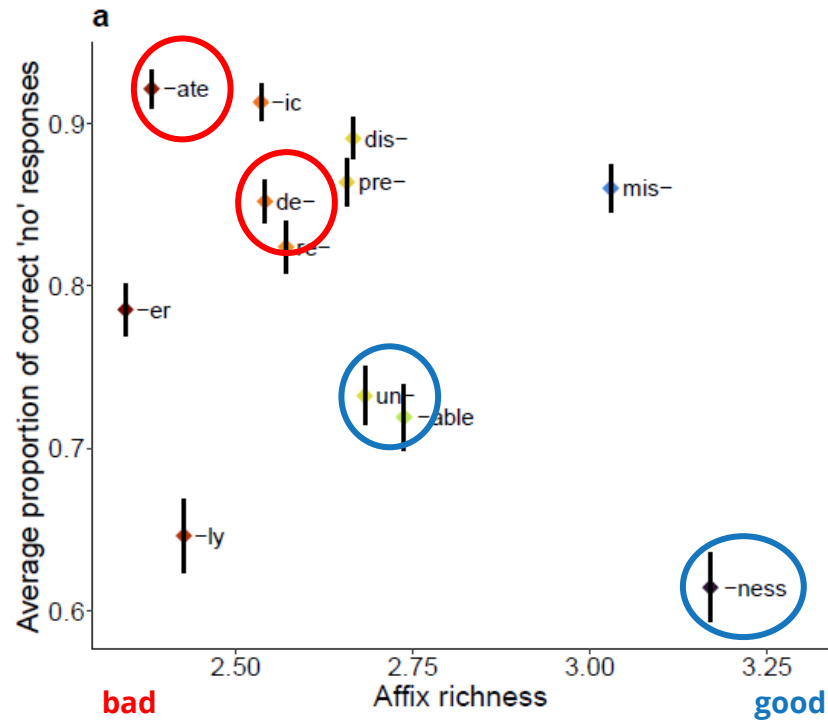 a
Average proportion of correct 'no' responses
0.9
0.8
0.7
0.6
−ate
−ic
dis−
pre−
mis−
de−
re−
−er
un−
−able
−ly
−ness
2.50
2.75
3.00
3.25
bad
Affix richness
good